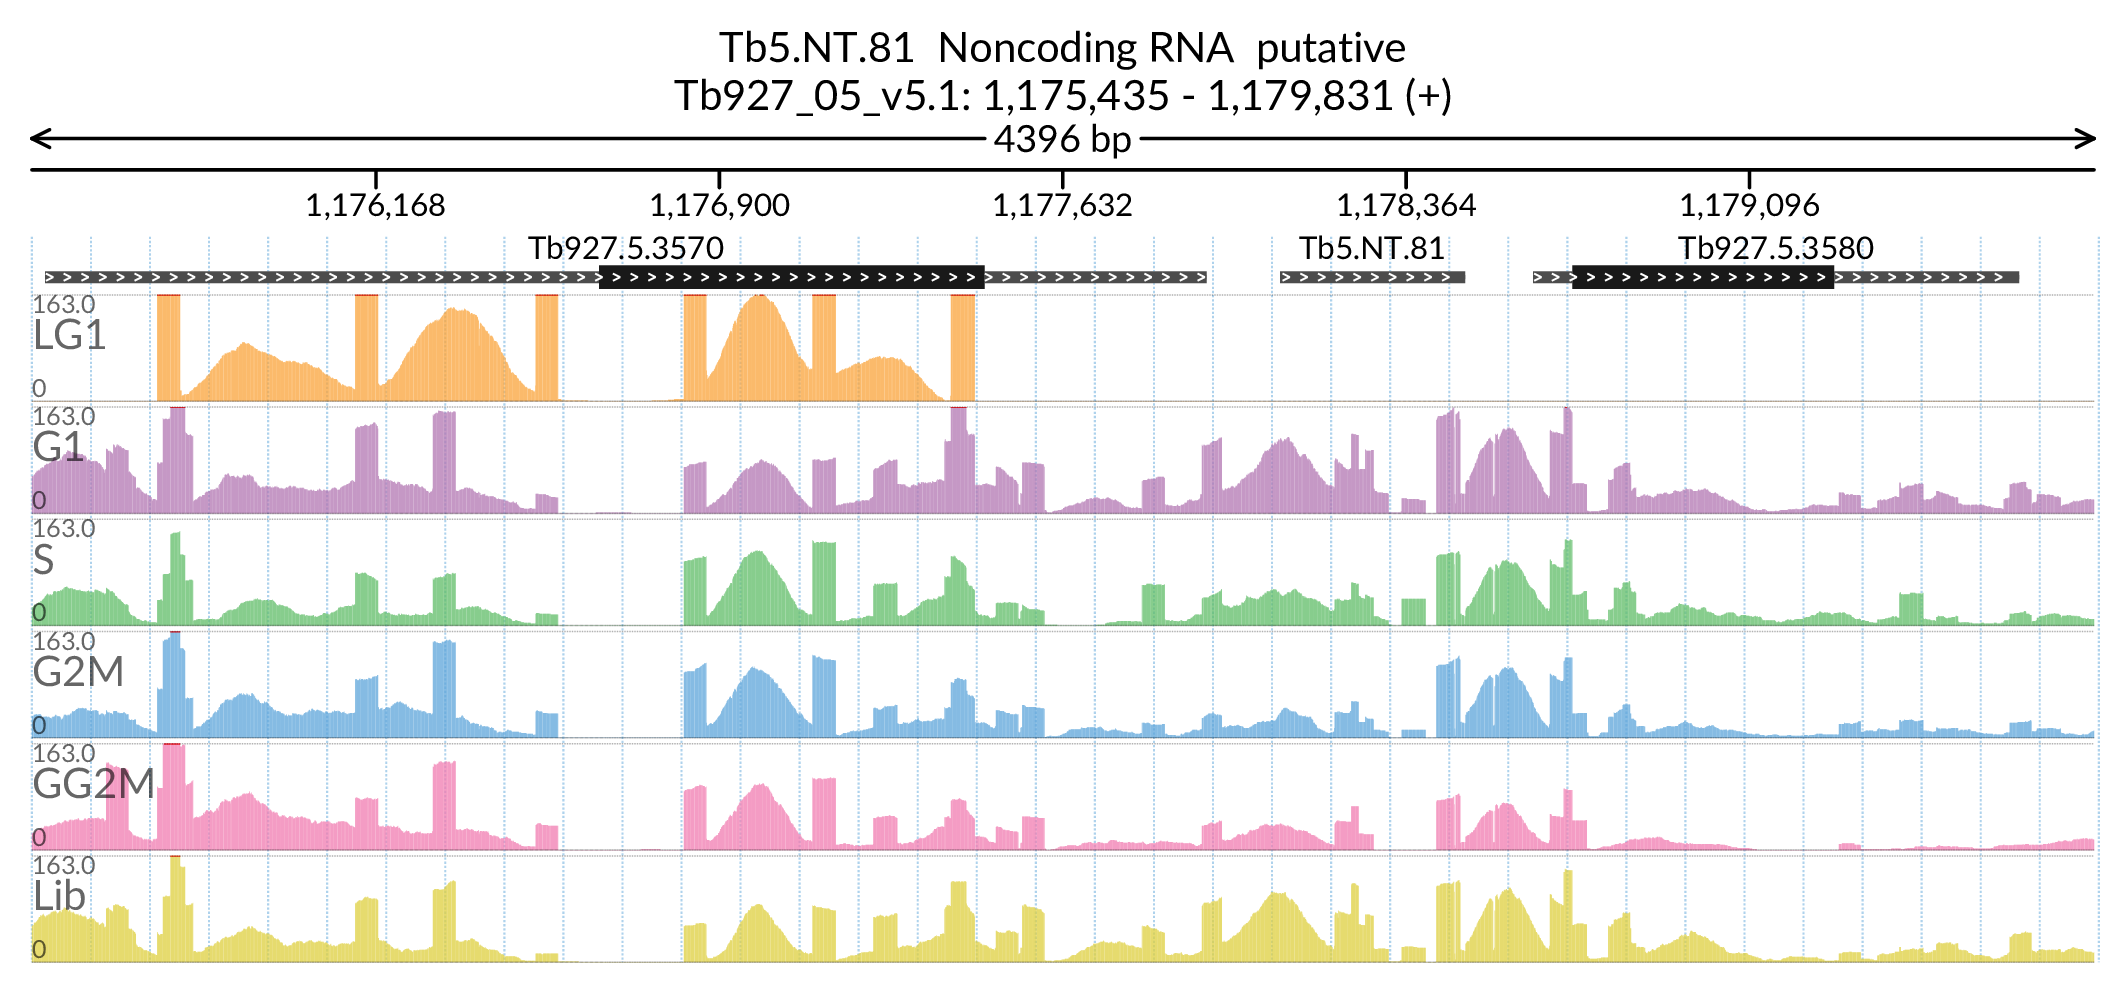 Tb5.NT.81 Noncoding RNA putative
Tb927_05_v5.1: 1,175,435 - 1,179,831 (+)
4396 bp
1,176,168 1,176,900 1,177,632 1,178,364 1,179,096
Tb927.5.3570 Tb5.NT.81 Tb927.5.3580
163.0
LG1
0
163.0
G1
0
163.0
S
0
163.0
G2M
0
163.0
GG2M
0
163.0
Lib
0